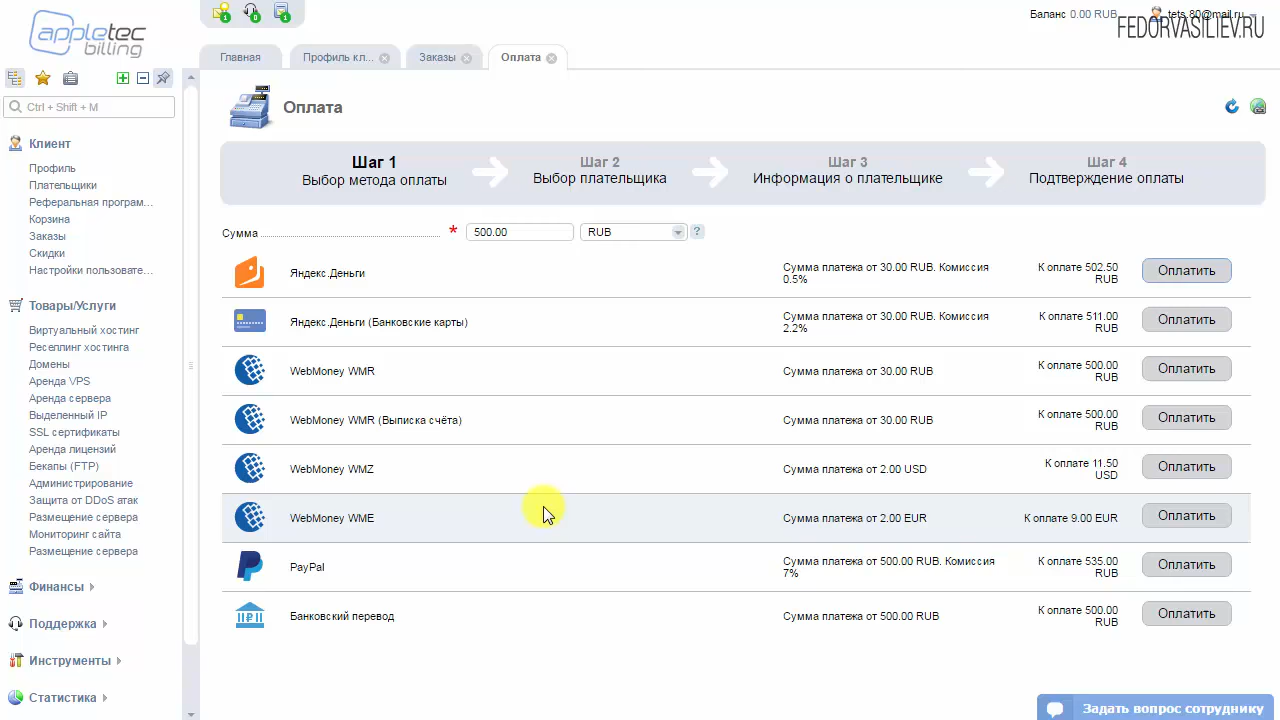 appletec
billing
1 0 1
Баланс 0.00 RUB
tets.80@mail.ru
FEDORVASILIEV.RU
Главная
Профиль кл...
Заказы
Оплата
Ctrl + Shift + M
Клиент
Профиль
Плательщики
Реферальная програм...
Корзина
Заказы
Скидки
Настройки пользовате...
Товары/Услуги
Виртуальный хостинг
Реселлинг хостинга
Домены
Аренда VPS
Аренда сервера
Выделенный IP
SSL сертификаты
Аренда лицензий
Бекапы (FTP)
Администрирование
Защита от DDoS атак
Размещение сервера
Мониторинг сайта
Размещение сервера
Финансы
Поддержка
Инструменты
Статистика
Оплата
Шаг 1
Выбор метода оплаты
Шаг 2
Выбор плательщика
Шаг 3
Информация о плательщике
Шаг 4
Подтверждение оплаты
Сумма * 500.00 RUB ?
Яндекс.Деньги
Сумма платежа от 30.00 RUB. Комиссия
0.5%
К оплате 502.50
RUB
Оплатить
Яндекс.Деньги (Банковские карты)
Сумма платежа от 30.00 RUB. Комиссия
2.2%
К оплате 511.00
RUB
Оплатить
WebMoney WMR
Сумма платежа от 30.00 RUB
К оплате 500.00
RUB
Оплатить
WebMoney WMR (Выписка счёта)
Сумма платежа от 30.00 RUB
К оплате 500.00
RUB
Оплатить
WebMoney WMZ
Сумма платежа от 2.00 USD
К оплате 11.50
USD
Оплатить
WebMoney WME
Сумма платежа от 2.00 EUR
К оплате 9.00 EUR
Оплатить
PayPal
Сумма платежа от 500.00 RUB. Комиссия
7%
К оплате 535.00
RUB
Оплатить
Банковский перевод
Сумма платежа от 500.00 RUB
К оплате 500.00
RUB
Оплатить
Задать вопрос сотруднику